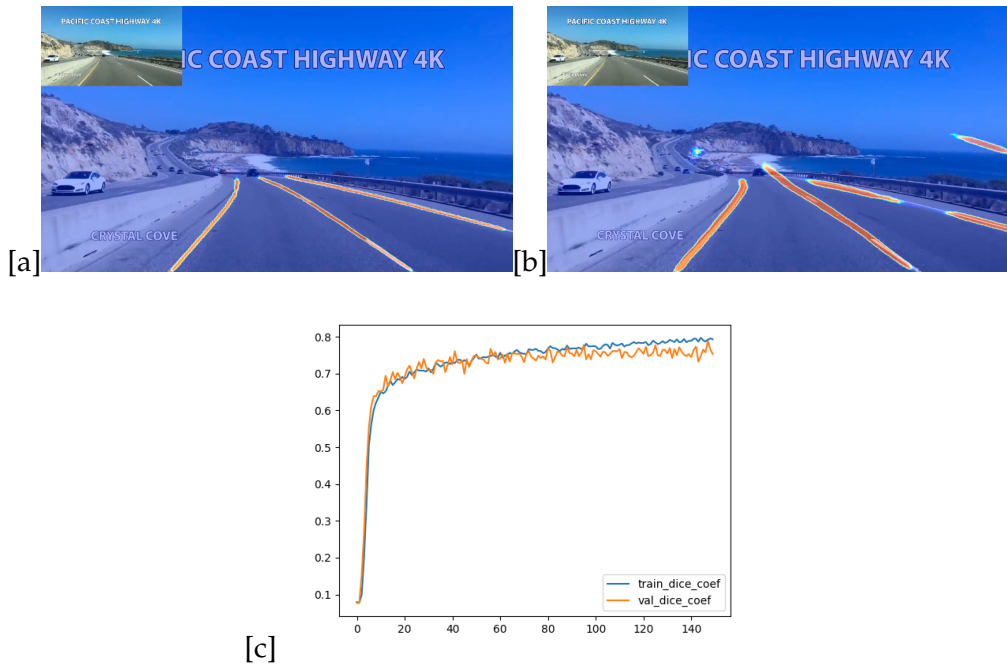 PACIFIC COAST HIGHWAY 4K
IC COAST HIGHWAY 4K
CRYSTAL COVE
[a]
PACIFIC COAST HIGHWAY 4K
IC COAST HIGHWAY 4K
CRYSTAL COVE
[b]
0.8
0.7
0.6
0.5
0.4
0.3
0.2
0.1
0 20 40 60 80 100 120 140
train_dice_coef
val_dice_coef
[c]